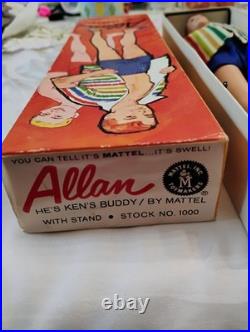 YOU CAN TELL IT'S MATTEL...IT'S SWELL!
Allan
MATTEL, INC.
M
TOYMAKERS
HE'S KEN'S BUDDY / BY MATTEL
WITH STAND • STOCK NO. 1000